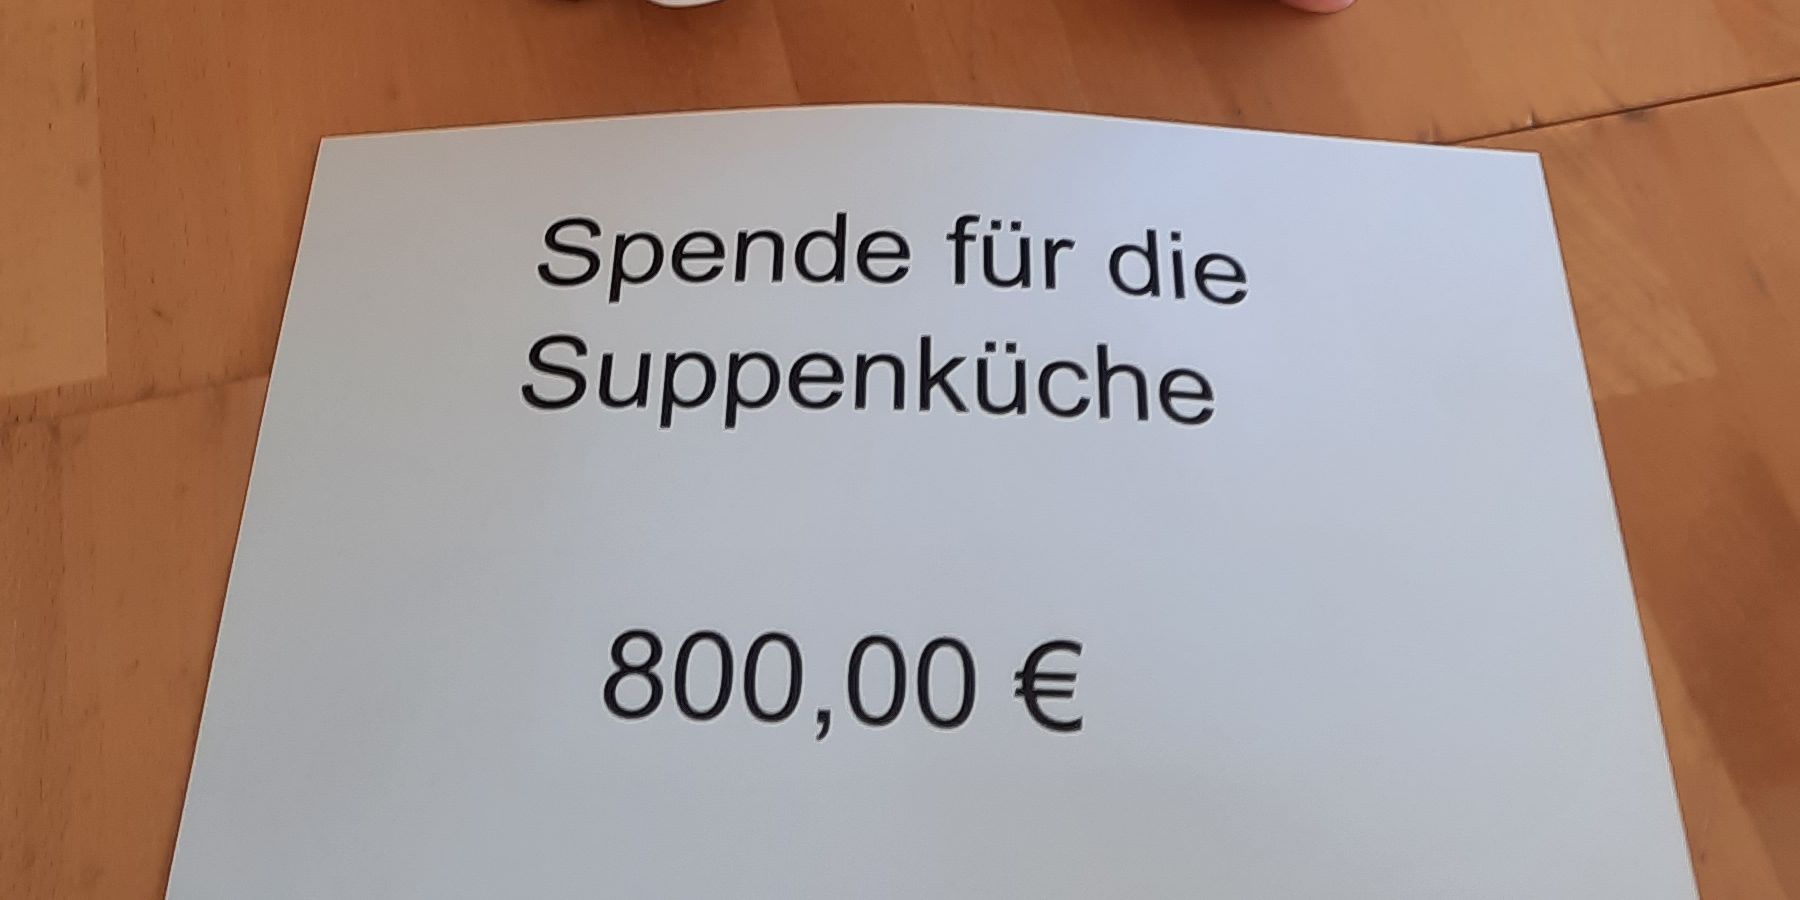 Spende für die
Suppenküche
800,00 €